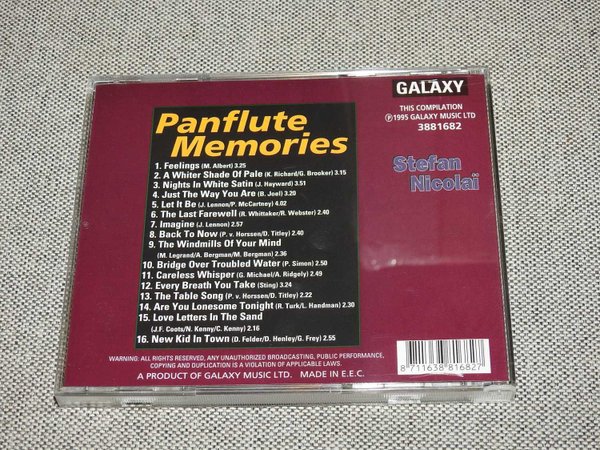 GALAXY
THIS COMPILATION
Ⓟ1995 GALAXY MUSIC LTD
3881682
Stefan
Nicolaï
Panflute
Memories
1. Feelings (M. Albert) 3.25
2. A Whiter Shade Of Pale (K. Richard/G. Brooker) 3.15
3. Nights In White Satin (J. Hayward) 3.51
4. Just The Way You Are (B. Joel) 3.20
5. Let It Be (J. Lennon/P. McCartney) 4.02
6. The Last Farewell (R. Whittaker/R. Webster) 2.40
7. Imagine (J. Lennon) 2.57
8. Back To Now (P. v. Horssen/D. Titley) 2.40
9. The Windmills Of Your Mind
(M. Legrand/A. Bergman/M. Bergman) 2.36
10. Bridge Over Troubled Water (P. Simon) 2.50
11. Careless Whisper (G. Michael/A. Ridgely) 2.49
12. Every Breath You Take (Sting) 3.24
13. The Table Song (P. v. Horssen/D. Titley) 2.22
14. Are You Lonesome Tonight (R. Turk/L. Handman) 2.30
15. Love Letters In The Sand
(J.F. Coots/N. Kenny/C. Kenny) 2.16
16. New Kid In Town (D. Felder/D. Henley/G. Frey) 2.55
WARNING: ALL RIGHTS RESERVED, ANY UNAUTHORIZED BROADCASTING, PUBLIC PERFORMANCE,
COPYING AND DUPLICATION IS A VIOLATION OF APPLICABLE LAWS.
A PRODUCT OF GALAXY MUSIC LTD. MADE IN E.E.C.
8 711638 816827